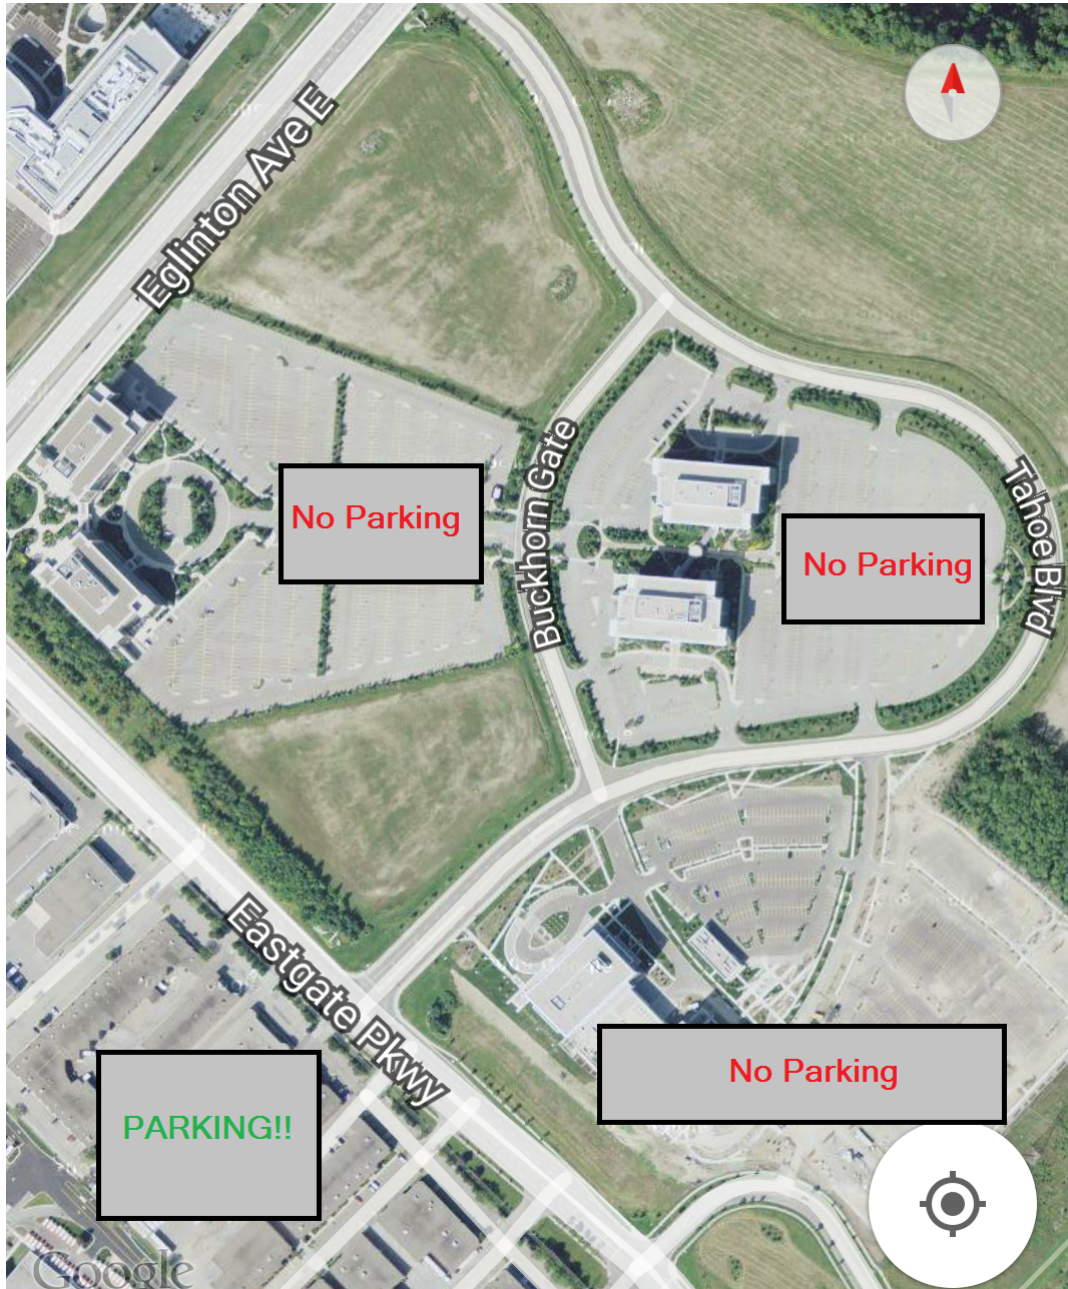 Eglinton Ave E
No Parking
Buckhorn Gate
No Parking
Tahoe Blvd
Eastgate Pkwy
No Parking
PARKING!!
Google